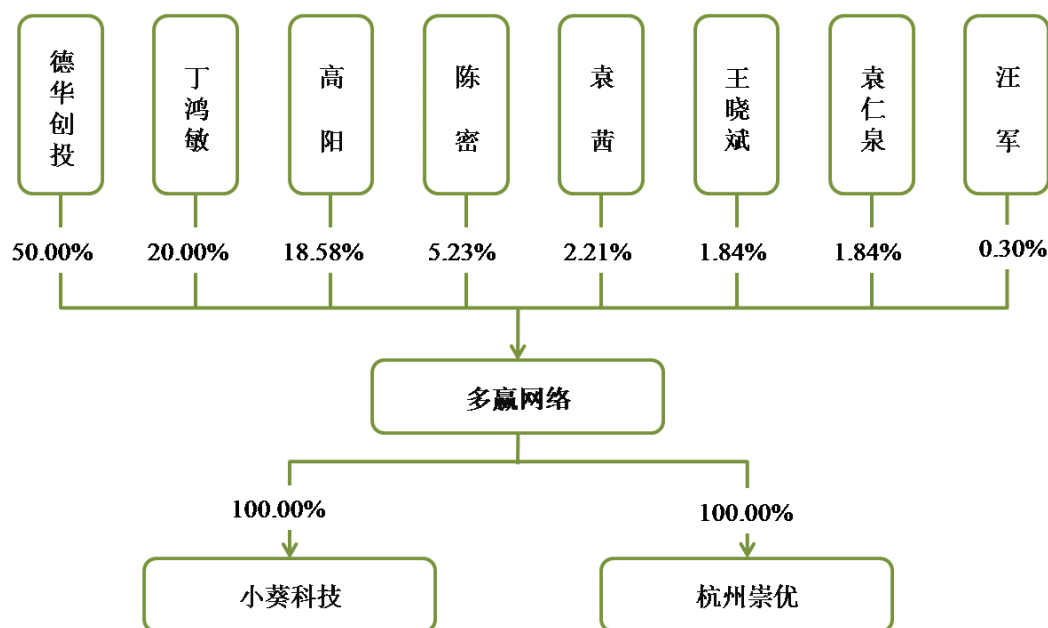 德华创投
丁鸿敏
高阳
陈密
袁茜
王晓斌
袁仁泉
汪军
50.00%
20.00%
18.58%
5.23%
2.21%
1.84%
1.84%
0.30%
多赢网络
100.00%
100.00%
小葵科技
杭州崇优